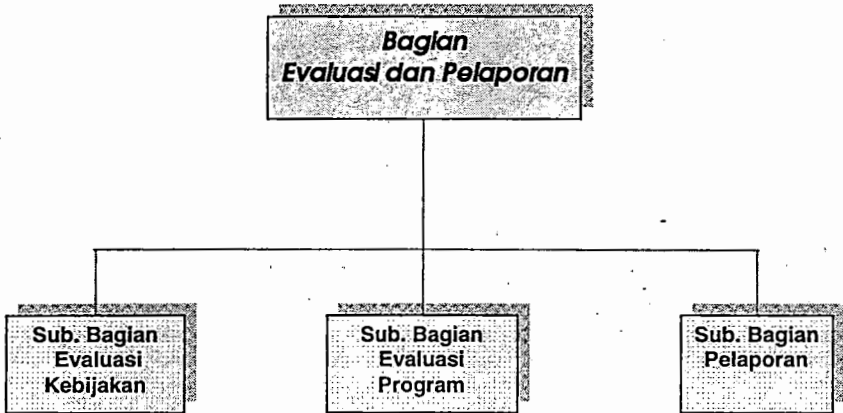 Bagian
Evaluasi dan Pelaporan
Sub. Bagian
Evaluasi
Kebijakan
Sub. Bagian
Evaluasi
Program
Sub. Bagian
Pelaporan